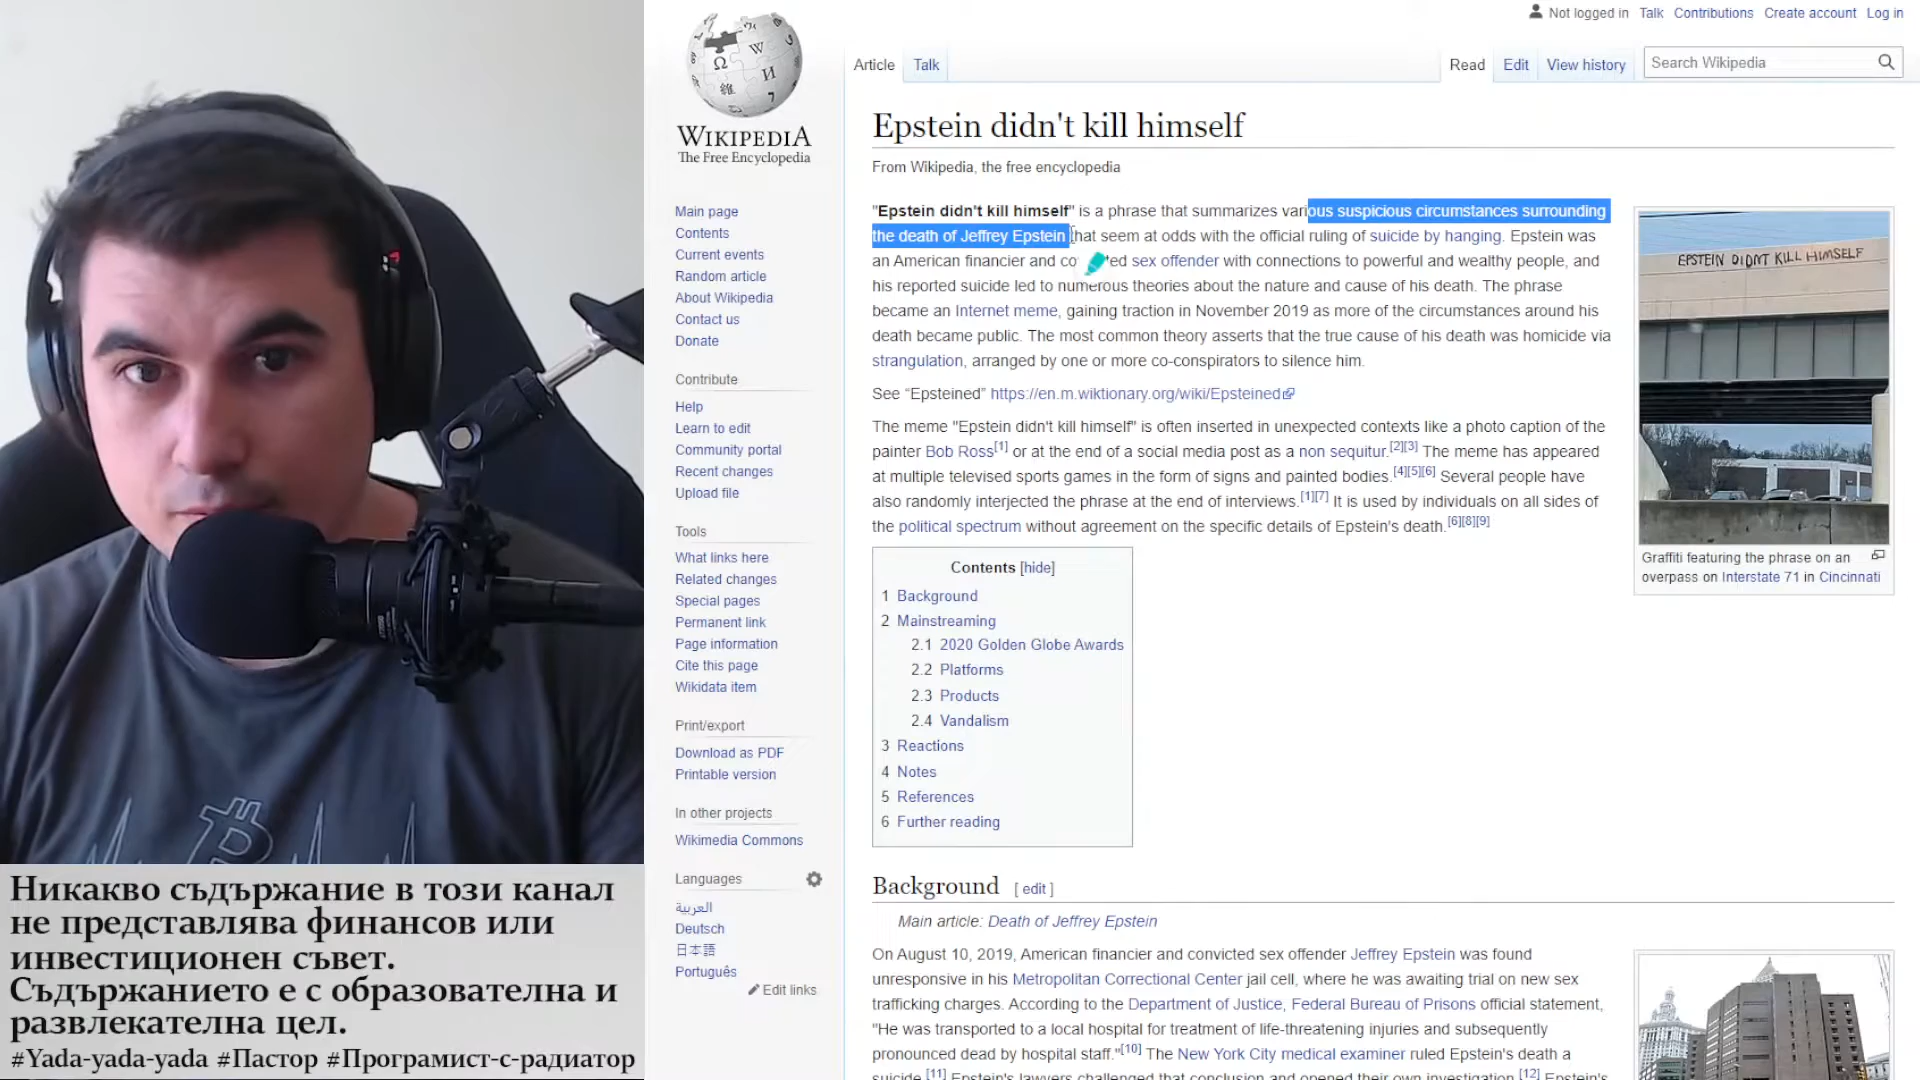 Not logged in Talk Contributions Create account Log in
Article Talk Read Edit View history Search Wikipedia
WIKIPEDIA
The Free Encyclopedia
Main page
Contents
Current events
Random article
About Wikipedia
Contact us
Donate
Contribute
Help
Learn to edit
Community portal
Recent changes
Upload file
Tools
What links here
Related changes
Special pages
Permanent link
Page information
Cite this page
Wikidata item
Print/export
Download as PDF
Printable version
In other projects
Wikimedia Commons
Languages
العربية
Deutsch
日本語
Português
Edit links
Epstein didn't kill himself
From Wikipedia, the free encyclopedia
"Epstein didn't kill himself" is a phrase that summarizes various suspicious circumstances surrounding
the death of Jeffrey Epstein that seem at odds with the official ruling of suicide by hanging. Epstein was
an American financier and sex offender with connections to powerful and wealthy people, and
his reported suicide led to numerous theories about the nature and cause of his death. The phrase
became an Internet meme, gaining traction in November 2019 as more of the circumstances around his
death became public. The most common theory asserts that the true cause of his death was homicide via
strangulation, arranged by one or more co-conspirators to silence him.
See “Epsteined” https://en.m.wiktionary.org/wiki/Epsteined
The meme "Epstein didn't kill himself" is often inserted in unexpected contexts like a photo caption of the
painter Bob Ross[1] or at the end of a social media post as a non sequitur.[2][3] The meme has appeared
at multiple televised sports games in the form of signs and painted bodies.[4][5][6] Several people have
also randomly interjected the phrase at the end of interviews.[1][7] It is used by individuals on all sides of
the political spectrum without agreement on the specific details of Epstein's death.[6][8][9]
EPSTEIN DIDNT KILL HIMSELF
Graffiti featuring the phrase on an
overpass on Interstate 71 in Cincinnati
Contents [hide]
1 Background
2 Mainstreaming
2.1 2020 Golden Globe Awards
2.2 Platforms
2.3 Products
2.4 Vandalism
3 Reactions
4 Notes
5 References
6 Further reading
Background [ edit ]
Main article: Death of Jeffrey Epstein
On August 10, 2019, American financier and convicted sex offender Jeffrey Epstein was found
unresponsive in his Metropolitan Correctional Center jail cell, where he was awaiting trial on new sex
trafficking charges. According to the Department of Justice, Federal Bureau of Prisons official statement,
"He was transported to a local hospital for treatment of life-threatening injuries and subsequently
pronounced dead by hospital staff."[10] The New York City medical examiner ruled Epstein's death a
suicide.[11] Epstein's lawyers challenged that conclusion and opened their own investigation.[12] Epstein's
Никакво съдържание в този канал
не представлява финансов или
инвестиционен съвет.
Съдържанието е с образователна и
развлекателна цел.
#Yada-yada-yada #Пастор #Програмист-с-радиатор